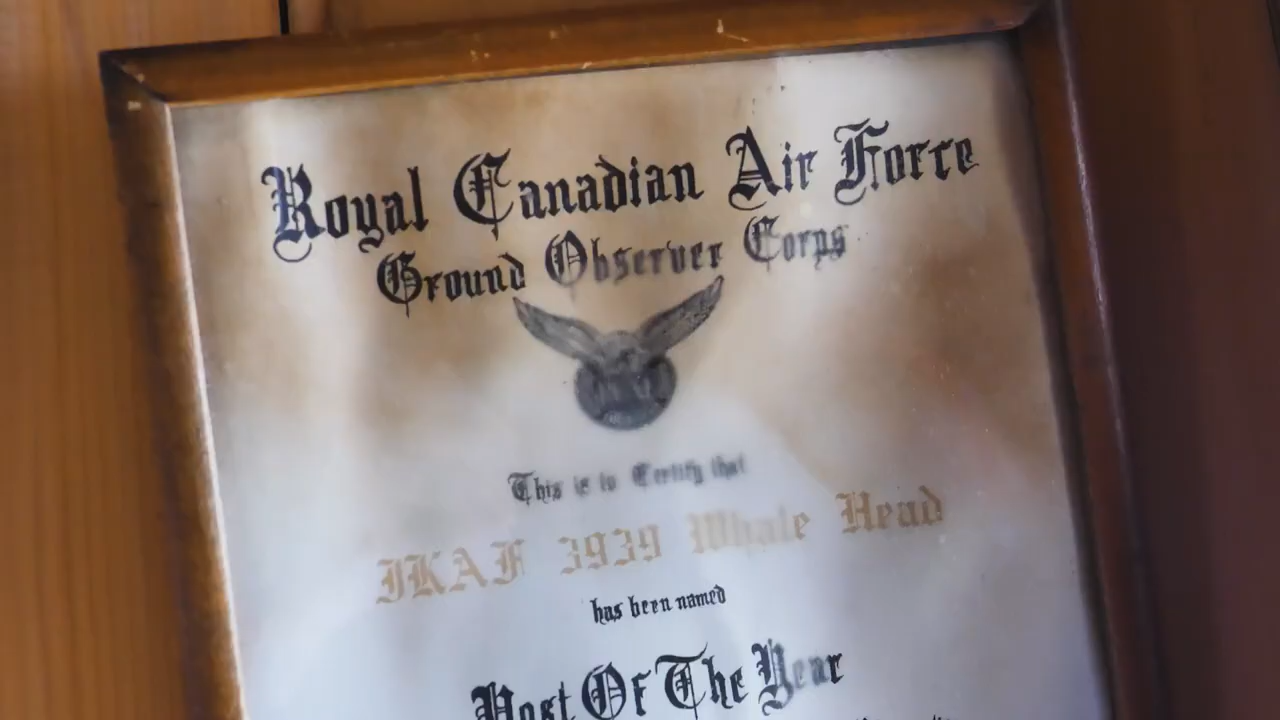 Royal Canadian Air Force
Ground Observer Corps
This is to Certify that
JKAF 3939 Whale Head
has been named
Post Of The Year